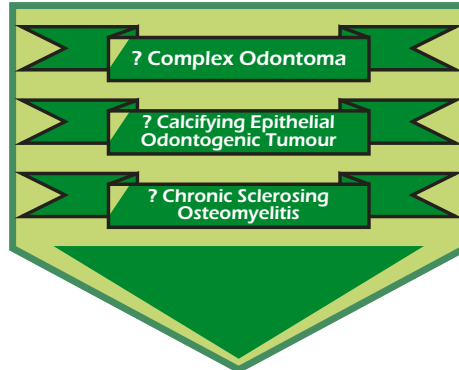 ? Complex Odontoma
? Calcifying Epithelial
Odontogenic Tumour
? Chronic Sclerosing
Osteomyelitis